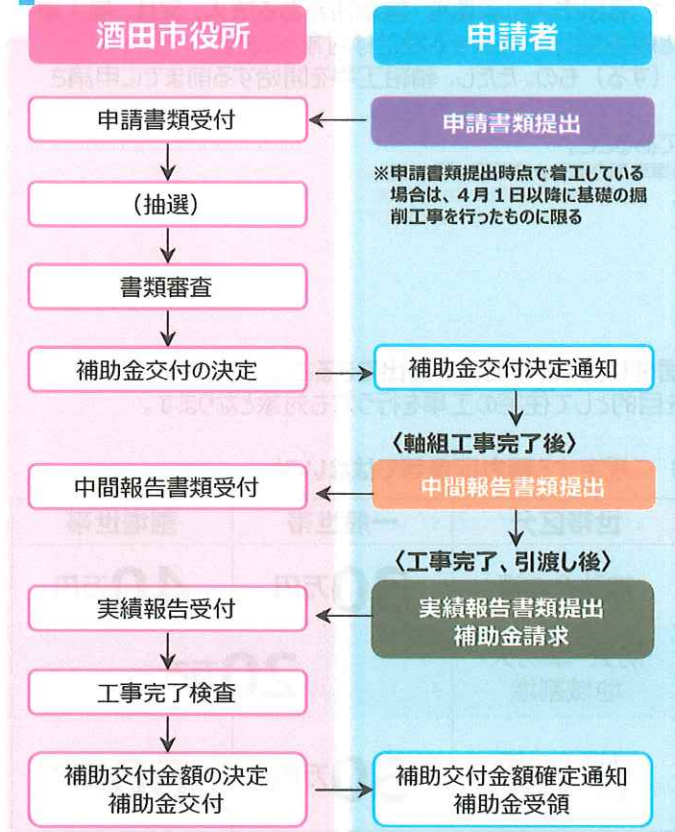 酒田市役所
申請者
申請書類受付
申請書類提出
※申請書類提出時点で着工している
場合は、4月1日以降に基礎の掘
削工事を行ったものに限る
(抽選)
書類審査
補助金交付の決定
補助金交付決定通知
〈軸組工事完了後〉
中間報告書類受付
中間報告書類提出
〈工事完了、引渡し後〉
実績報告受付
実績報告書類提出
補助金請求
工事完了検査
補助交付金額の決定
補助金交付
補助交付金額確定通知
補助金受領